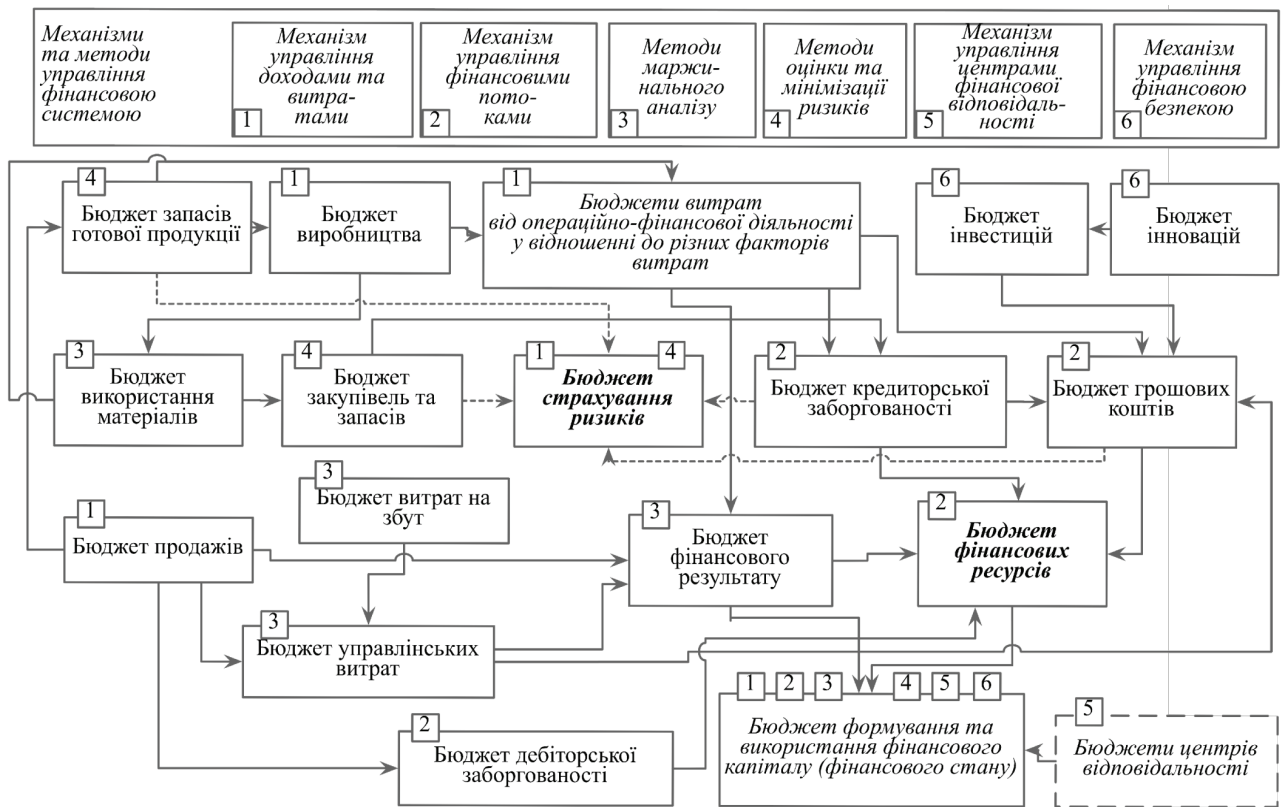 Механізми
та методи
управління
фінансовою
системою
Механізм
управління
доходами та
витра-
тами
1
Механізм
управління
фінансовими
пото-
ками
2
Методи
маржи-
нального
аналізу
3
Методи
оцінки та
мінімізації
ризиків
4
Механізм
управління
центрами
фінансової
відповідаль-
ності
5
Механізм
управління
фінансовою
безпекою
6
4
Бюджет запасів
готової продукції
1
Бюджет
виробництва
1
Бюджети витрат
від операційно-фінансової діяльності
у відношенні до різних факторів
витрат
6
Бюджет
інвестицій
6
Бюджет
інновацій
3
Бюджет
використання
матеріалів
4
Бюджет
закупівель та
запасів
1
4
Бюджет
страхування
ризиків
2
Бюджет кредиторської
заборгованості
2
Бюджет грошових
коштів
3
Бюджет витрат на
збут
1
Бюджет продажів
3
Бюджет
фінансового
результату
2
Бюджет
фінансових
ресурсів
3
Бюджет управлінських
витрат
1 2 3 4 5 6
Бюджет формування та
використання фінансового
капіталу (фінансового стану)
5
Бюджети центрів
відповідальності
2
Бюджет дебіторської
заборгованості